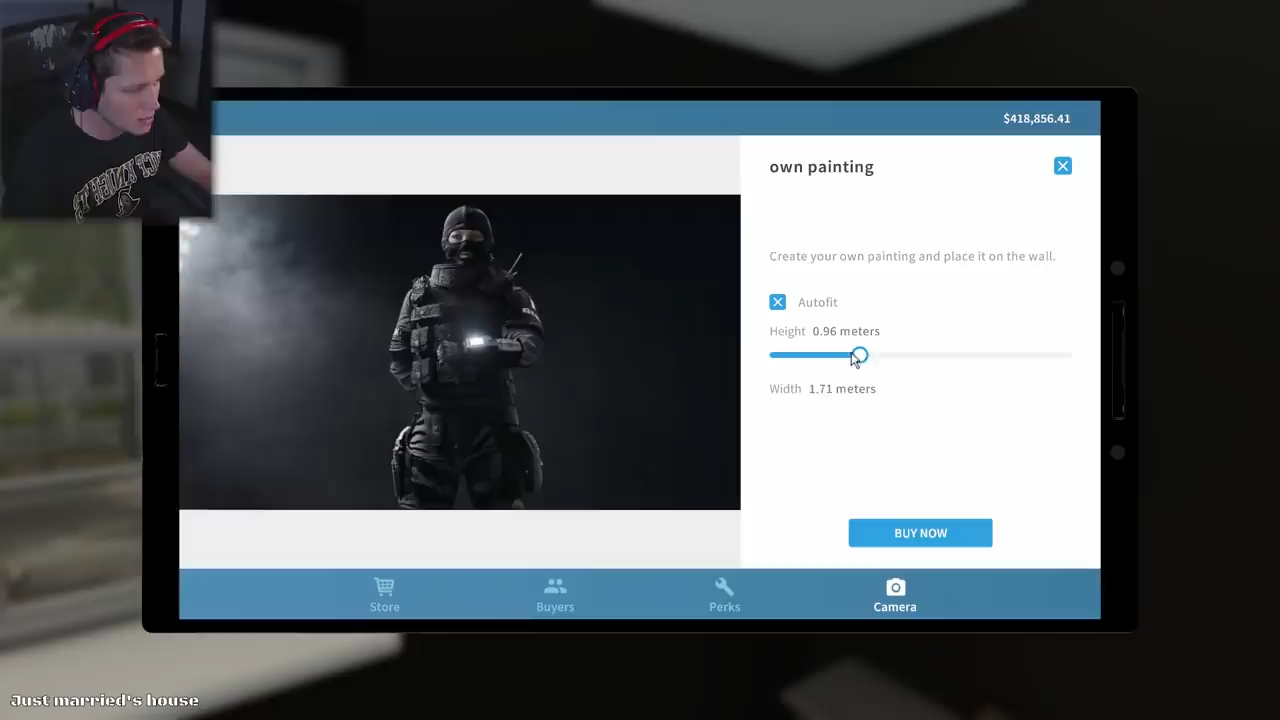 $418,856.41
own painting
Create your own painting and place it on the wall.
Autofit
Height 0.96 meters
Width 1.71 meters
BUY NOW
Store
Buyers
Perks
Camera
Just married's house